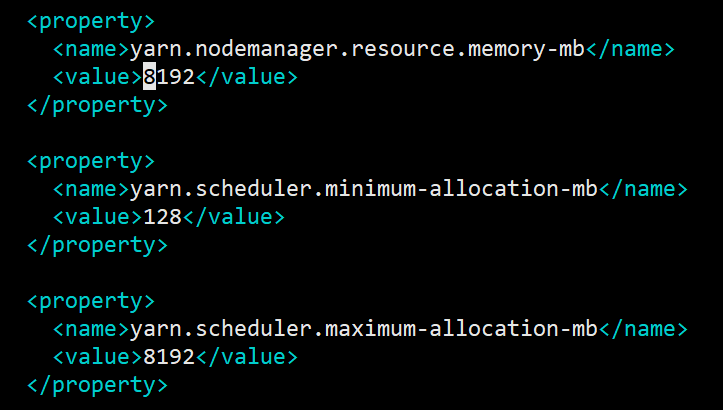 <property>
<name>yarn.nodemanager.resource.memory-mb</name>
<value>8192</value>
</property>
<property>
<name>yarn.scheduler.minimum-allocation-mb</name>
<value>128</value>
</property>
<property>
<name>yarn.scheduler.maximum-allocation-mb</name>
<value>8192</value>
</property>